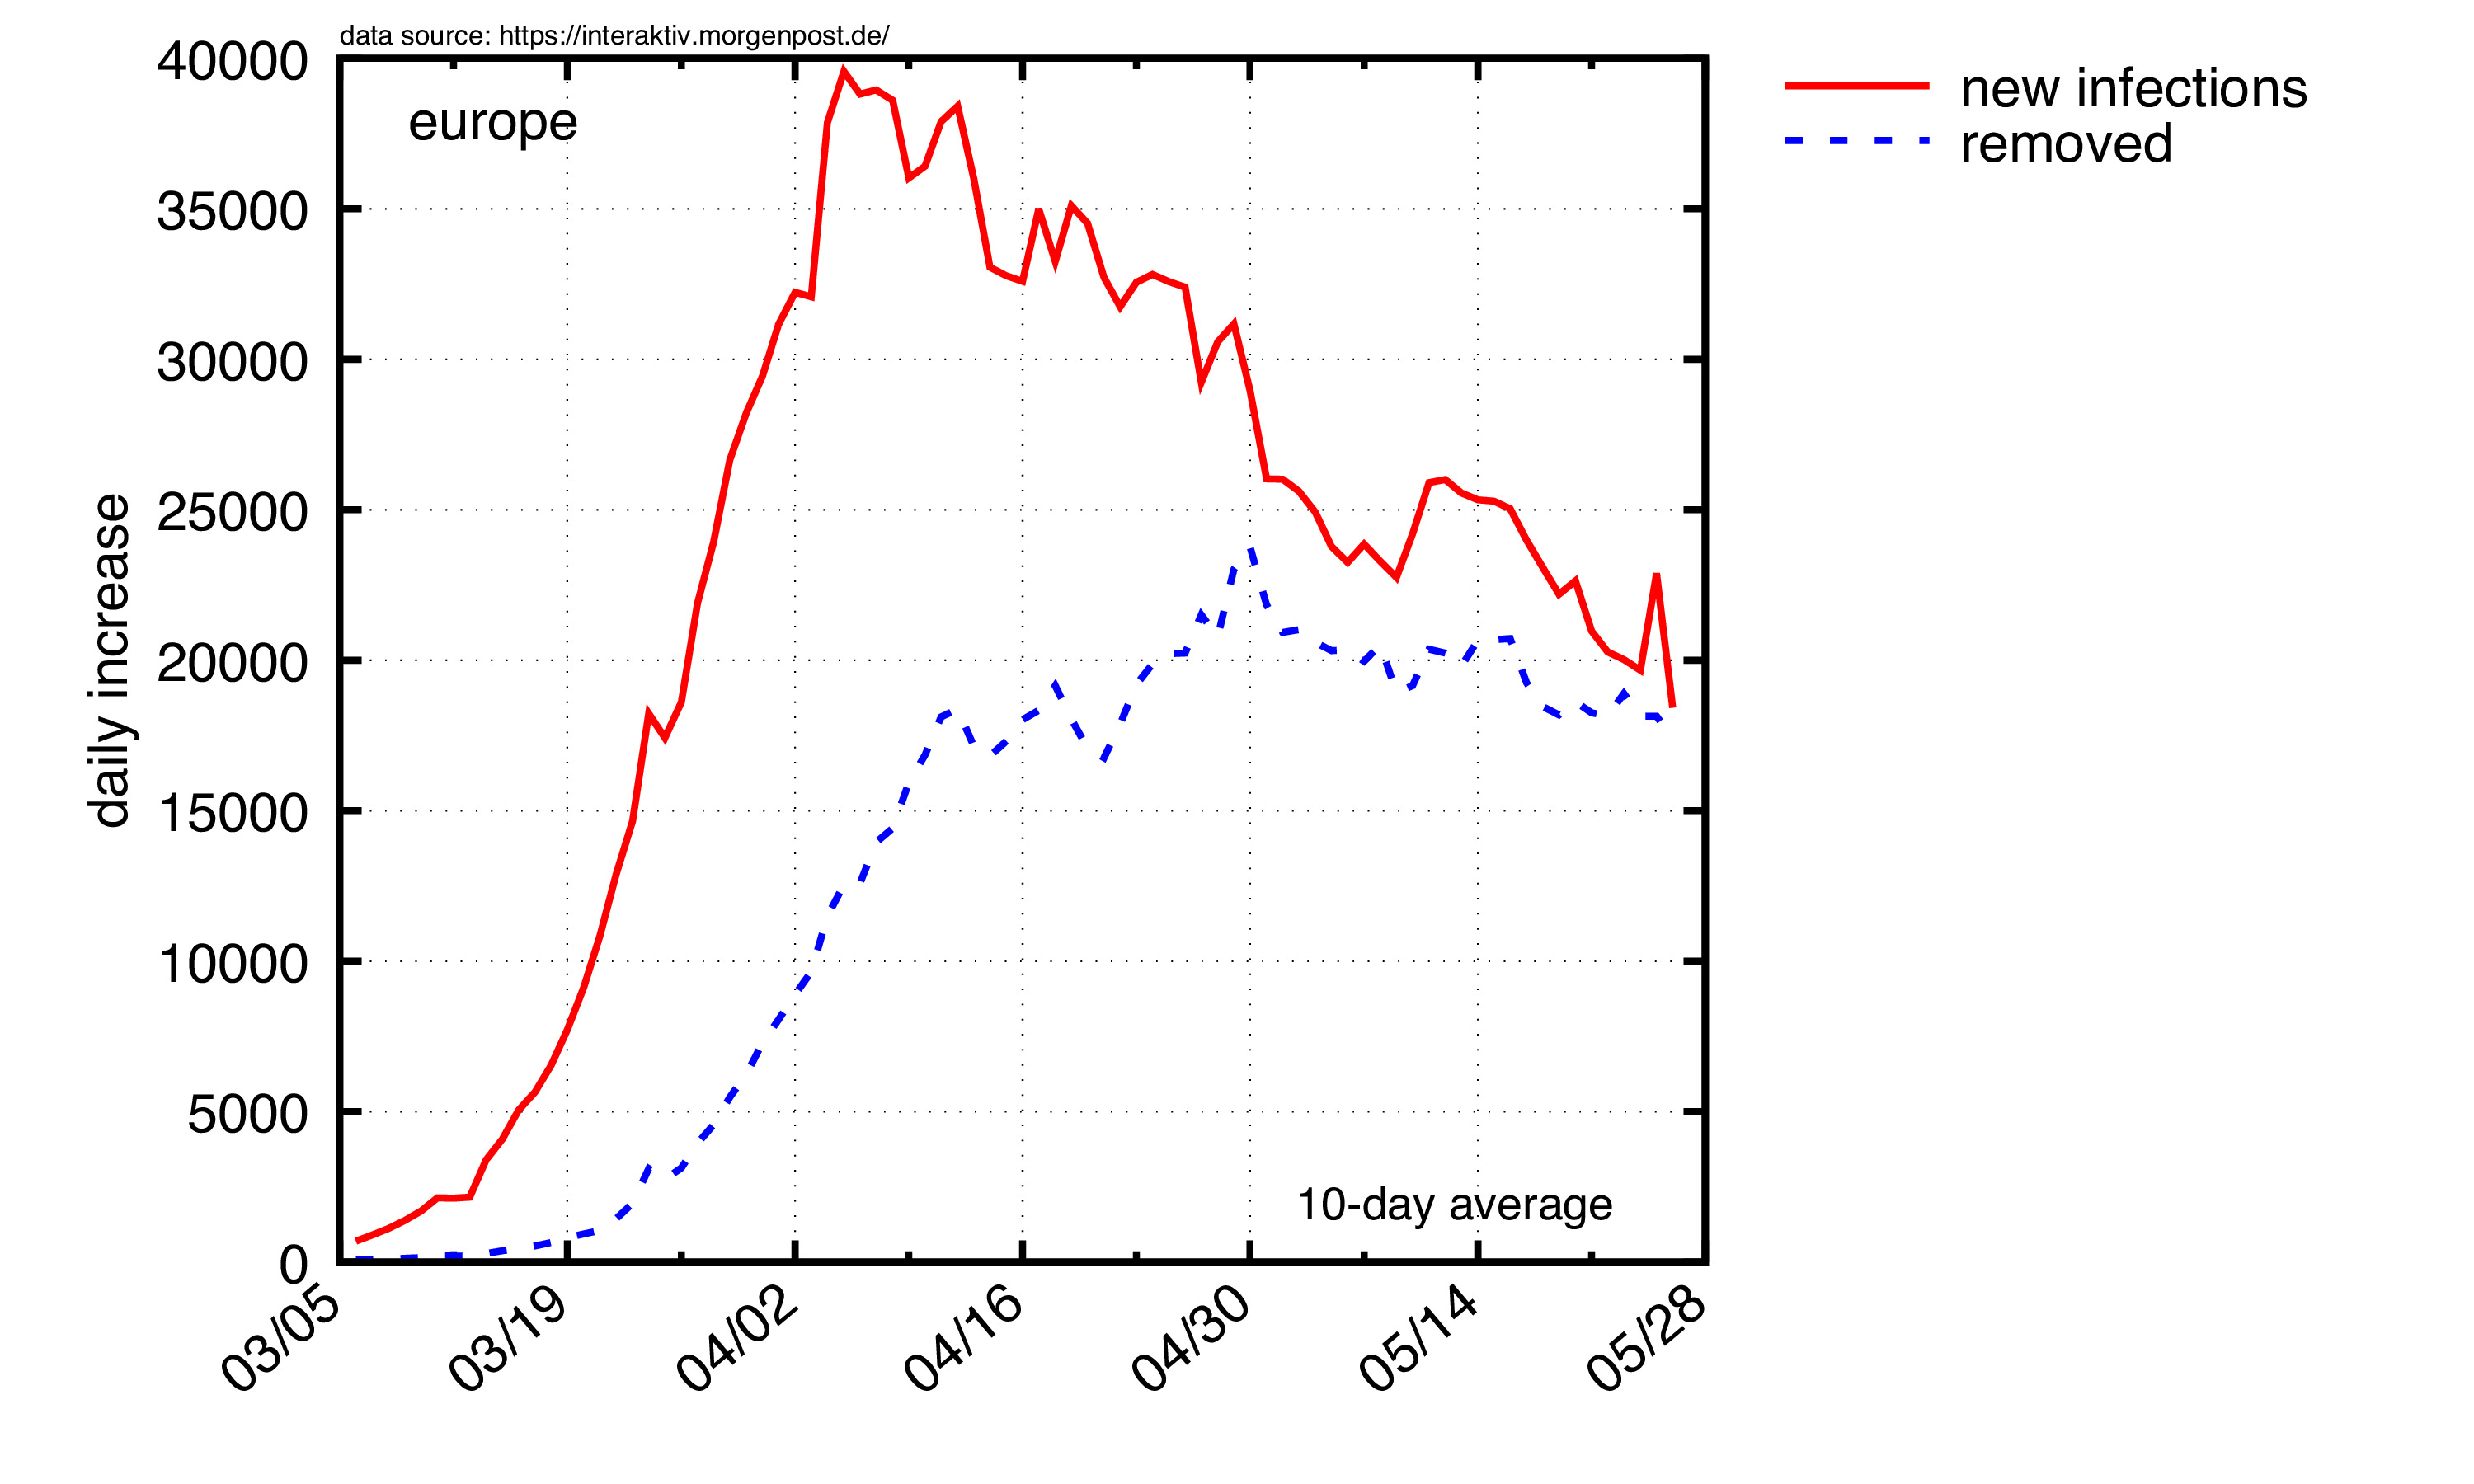 data source: https://interaktiv.morgenpost.de/
40000
35000
30000
25000
20000
15000
10000
5000
0
daily increase
europe
10-day average
03/05
03/19
04/02
04/16
04/30
05/14
05/28
new infections
removed